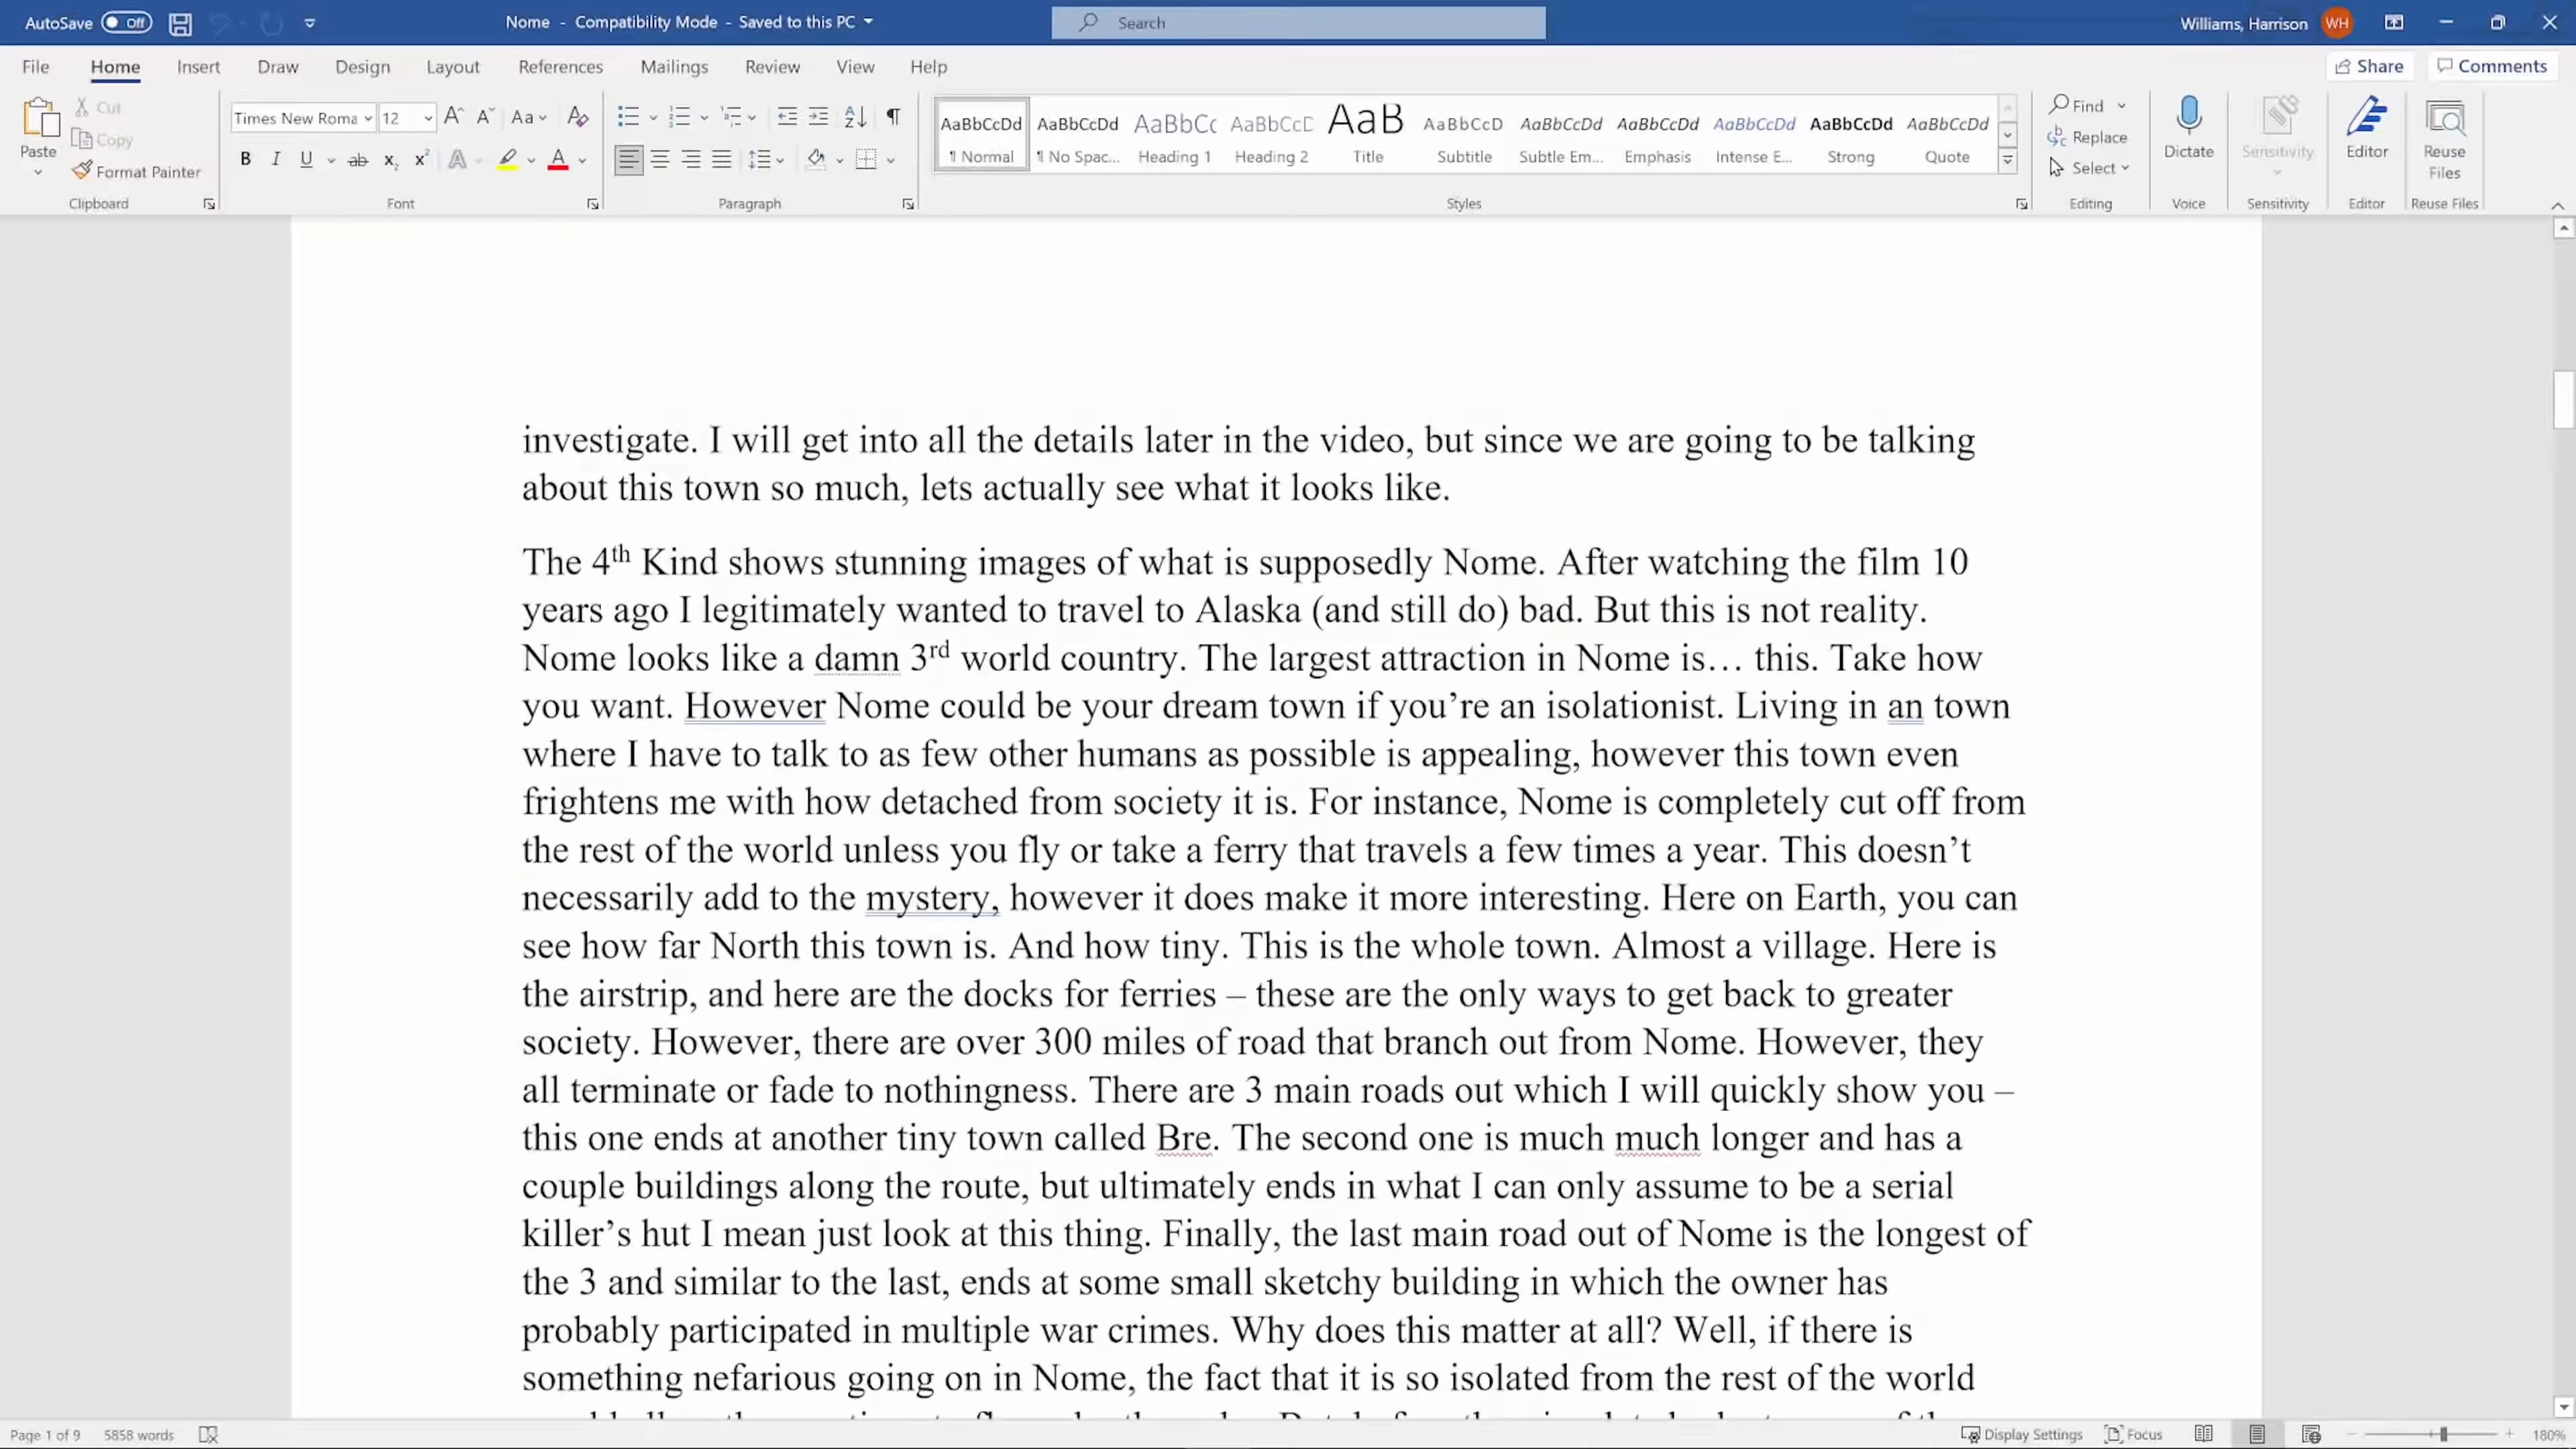 AutoSave Off Nome - Compatibility Mode - Saved to this PC Search Williams, Harrison WH
File Home Insert Draw Design Layout References Mailings Review View Help Share Comments
Paste Cut Copy Format Painter Clipboard
Times New Roma 12 Font
Paragraph
AaBbCcDd AaBbCcDd AaBbCc AaBbCcD AaB AaBbCcD AaBbCcDd AaBbCcDd AaBbCcDd AaBbCcDd AaBbCcDd
¶ Normal ¶ No Spac... Heading 1 Heading 2 Title Subtitle Subtle Em... Emphasis Intense E... Strong Quote
Styles
Find Replace Select Editing
Dictate Voice
Sensitivity Sensitivity
Editor Editor
Reuse Files Reuse Files
investigate. I will get into all the details later in the video, but since we are going to be talking
about this town so much, lets actually see what it looks like.
The 4th Kind shows stunning images of what is supposedly Nome. After watching the film 10
years ago I legitimately wanted to travel to Alaska (and still do) bad. But this is not reality.
Nome looks like a damn 3rd world country. The largest attraction in Nome is… this. Take how
you want. However Nome could be your dream town if you’re an isolationist. Living in an town
where I have to talk to as few other humans as possible is appealing, however this town even
frightens me with how detached from society it is. For instance, Nome is completely cut off from
the rest of the world unless you fly or take a ferry that travels a few times a year. This doesn’t
necessarily add to the mystery, however it does make it more interesting. Here on Earth, you can
see how far North this town is. And how tiny. This is the whole town. Almost a village. Here is
the airstrip, and here are the docks for ferries – these are the only ways to get back to greater
society. However, there are over 300 miles of road that branch out from Nome. However, they
all terminate or fade to nothingness. There are 3 main roads out which I will quickly show you –
this one ends at another tiny town called Bre. The second one is much much longer and has a
couple buildings along the route, but ultimately ends in what I can only assume to be a serial
killer’s hut I mean just look at this thing. Finally, the last main road out of Nome is the longest of
the 3 and similar to the last, ends at some small sketchy building in which the owner has
probably participated in multiple war crimes. Why does this matter at all? Well, if there is
something nefarious going on in Nome, the fact that it is so isolated from the rest of the world
Page 1 of 9 5858 words Display Settings Focus 180%